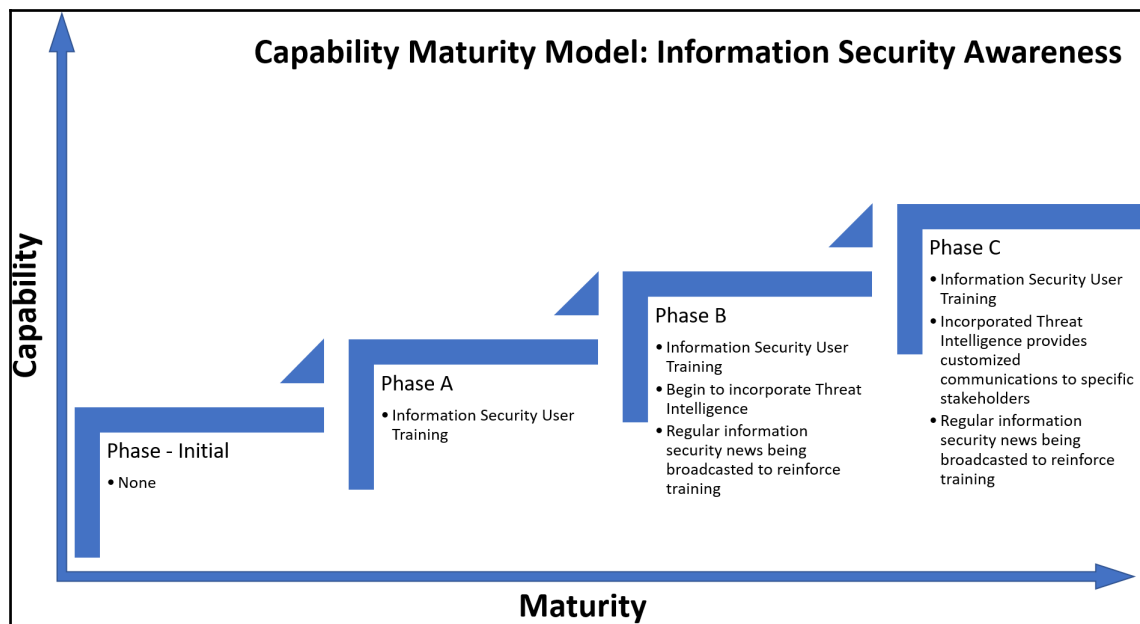 Capability Maturity Model: Information Security Awareness
Capability
Phase - Initial
• None
Phase A
• Information Security User
Training
Phase B
• Information Security User
Training
• Begin to incorporate Threat
Intelligence
• Regular information
security news being
broadcasted to reinforce
training
Phase C
• Information Security User
Training
• Incorporated Threat
Intelligence provides
customized
communications to specific
stakeholders
• Regular information
security news being
broadcasted to reinforce
training
Maturity